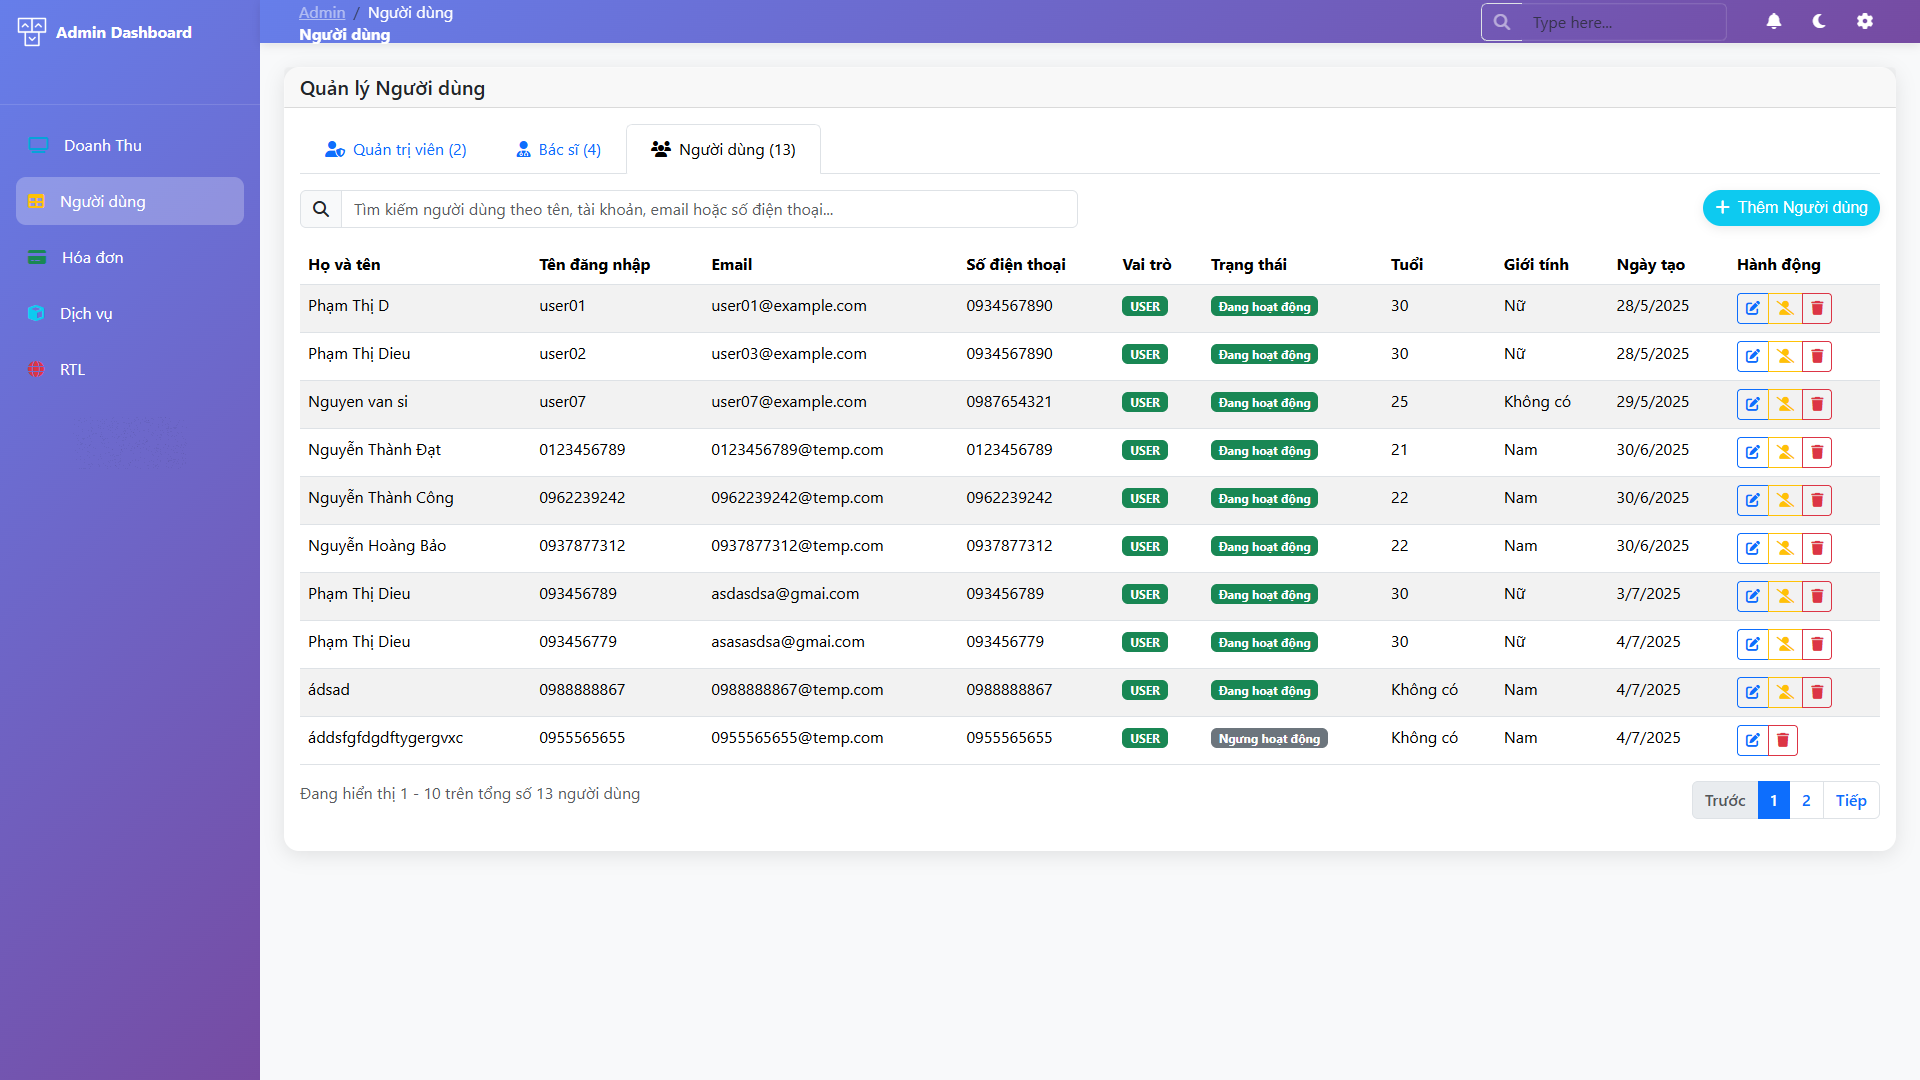 Admin Dashboard
Admin / Người dùng
Người dùng
Type here...
Doanh Thu
Người dùng
Hóa đơn
Dịch vụ
RTL
Quản lý Người dùng
Quản trị viên (2) Bác sĩ (4) Người dùng (13)
Tìm kiếm người dùng theo tên, tài khoản, email hoặc số điện thoại...
Thêm Người dùng
Họ và tên Tên đăng nhập Email Số điện thoại Vai trò Trạng thái Tuổi Giới tính Ngày tạo Hành động
Phạm Thị D user01 user01@example.com 0934567890 USER Đang hoạt động 30 Nữ 28/5/2025
Phạm Thị Dieu user02 user03@example.com 0934567890 USER Đang hoạt động 30 Nữ 28/5/2025
Nguyen van si user07 user07@example.com 0987654321 USER Đang hoạt động 25 Không có 29/5/2025
Nguyễn Thành Đạt 0123456789 0123456789@temp.com 0123456789 USER Đang hoạt động 21 Nam 30/6/2025
Nguyễn Thành Công 0962239242 0962239242@temp.com 0962239242 USER Đang hoạt động 22 Nam 30/6/2025
Nguyễn Hoàng Bảo 0937877312 0937877312@temp.com 0937877312 USER Đang hoạt động 22 Nam 30/6/2025
Phạm Thị Dieu 093456789 asdasdsa@gmai.com 093456789 USER Đang hoạt động 30 Nữ 3/7/2025
Phạm Thị Dieu 093456779 asasasdsa@gmai.com 093456779 USER Đang hoạt động 30 Nữ 4/7/2025
ádsad 0988888867 0988888867@temp.com 0988888867 USER Đang hoạt động Không có Nam 4/7/2025
áddsfgfdgdftygergvxc 0955565655 0955565655@temp.com 0955565655 USER Ngưng hoạt động Không có Nam 4/7/2025
Đang hiển thị 1 - 10 trên tổng số 13 người dùng
Trước 1 2 Tiếp